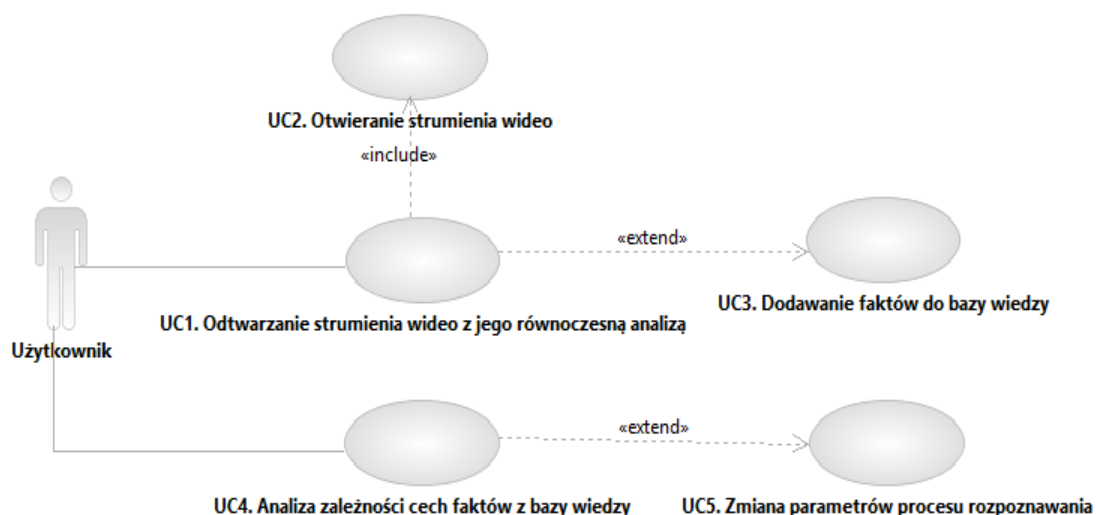 UC2. Otwieranie strumienia wideo
«include»
«extend»
UC3. Dodawanie faktów do bazy wiedzy
UC1. Odtwarzanie strumienia wideo z jego równoczesną analizą
Użytkownik
«extend»
UC4. Analiza zależności cech faktów z bazy wiedzy
UC5. Zmiana parametrów procesu rozpoznawania